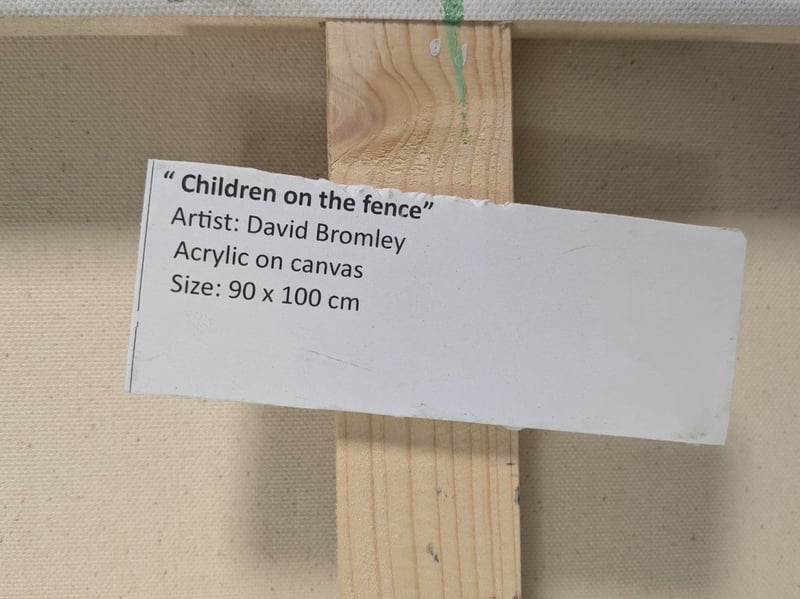 “ Children on the fence”
Artist: David Bromley
Acrylic on canvas
Size: 90 x 100 cm